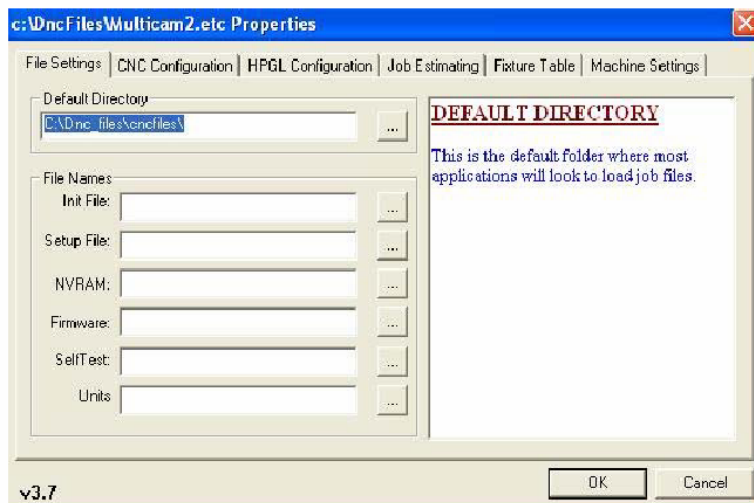 c:\DncFiles\Multicam2.etc Properties
File Settings CNC Configuration HPGL Configuration Job Estimating Fixture Table Machine Settings
Default Directory
C:\Dnc_files\cncfiles\
...
File Names
Init File:
...
Setup File:
...
NVRAM:
...
Firmware:
...
SelfTest:
...
Units
...
DEFAULT DIRECTORY
This is the default folder where most
applications will look to load job files.
v3.7
OK Cancel